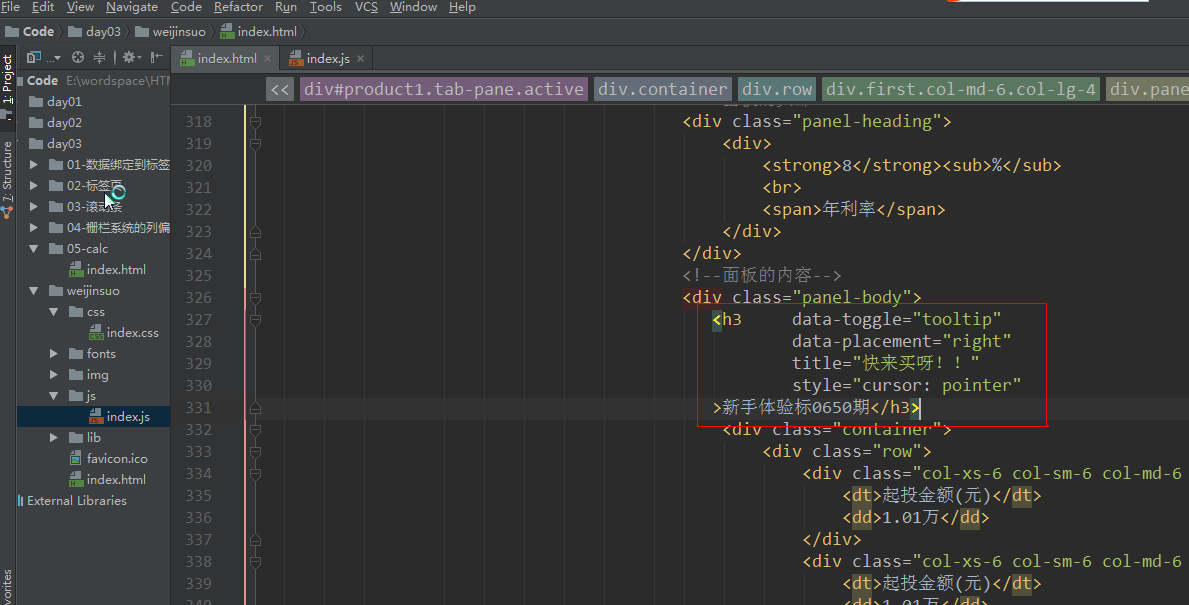 File Edit View Navigate Code Refactor Run Tools VCS Window Help
Code day03 weijinsuo index.html
index.html index.js
1: Project
7: Structure
Code E:\wordspace\HTM
day01
day02
day03
01-数据绑定到标签
02-标签页
03-滚动条
04-栅栏系统的列偏
05-calc
index.html
weijinsuo
css
index.css
fonts
img
js
index.js
lib
favicon.ico
index.html
External Libraries
<< div#product1.tab-pane.active div.container div.row div.first.col-md-6.col-lg-4 div.pane
318 <div class="panel-heading">
319 <div>
320 <strong>8</strong><sub>%</sub>
321 <br>
322 <span>年利率</span>
323 </div>
324 </div>
325 <!--面板的内容-->
326 <div class="panel-body">
327 <h3 data-toggle="tooltip"
328 data-placement="right"
329 title="快来买呀！！"
330 style="cursor: pointer"
331 >新手体验标0650期</h3>
332 <div class="container">
333 <div class="row">
334 <div class="col-xs-6 col-sm-6 col-md-6
335 <dt>起投金额(元)</dt>
336 <dd>1.01万</dd>
337 </div>
338 <div class="col-xs-6 col-sm-6 col-md-6
339 <dt>起投金额(元)</dt>
340 <dd>1.01万</dd>